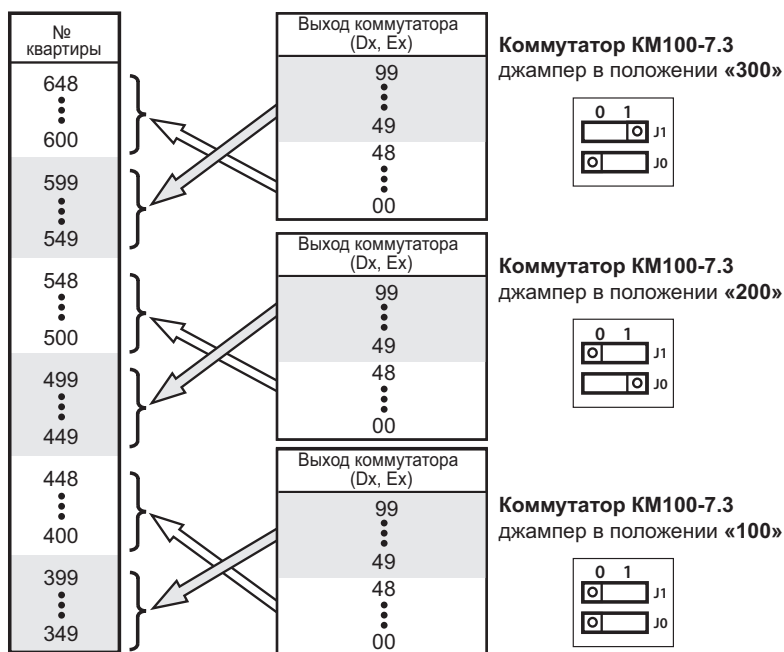 №
квартиры
648
600
599
549
548
500
499
449
448
400
399
349
Выход коммутатора
(Dx, Ex)
99
49
48
00
Коммутатор КМ100-7.3
джампер в положении «300»
0 1
J1
J0
Выход коммутатора
(Dx, Ex)
99
49
48
00
Коммутатор КМ100-7.3
джампер в положении «200»
0 1
J1
J0
Выход коммутатора
(Dx, Ex)
99
49
48
00
Коммутатор КМ100-7.3
джампер в положении «100»
0 1
J1
J0